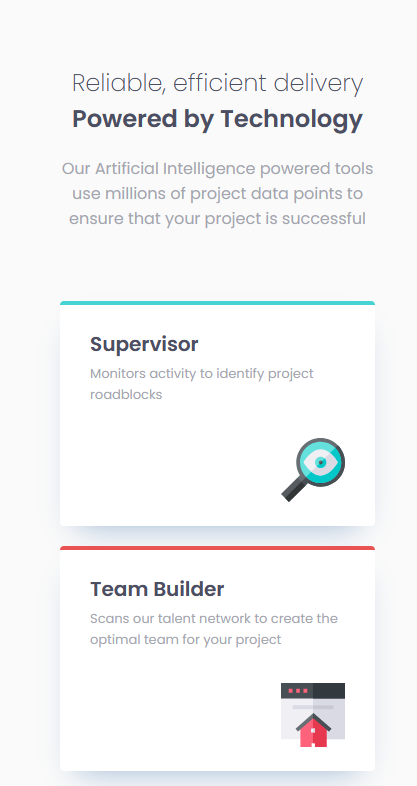 Reliable, efficient delivery
Powered by Technology
Our Artificial Intelligence powered tools
use millions of project data points to
ensure that your project is successful
Supervisor
Monitors activity to identify project
roadblocks
Team Builder
Scans our talent network to create the
optimal team for your project